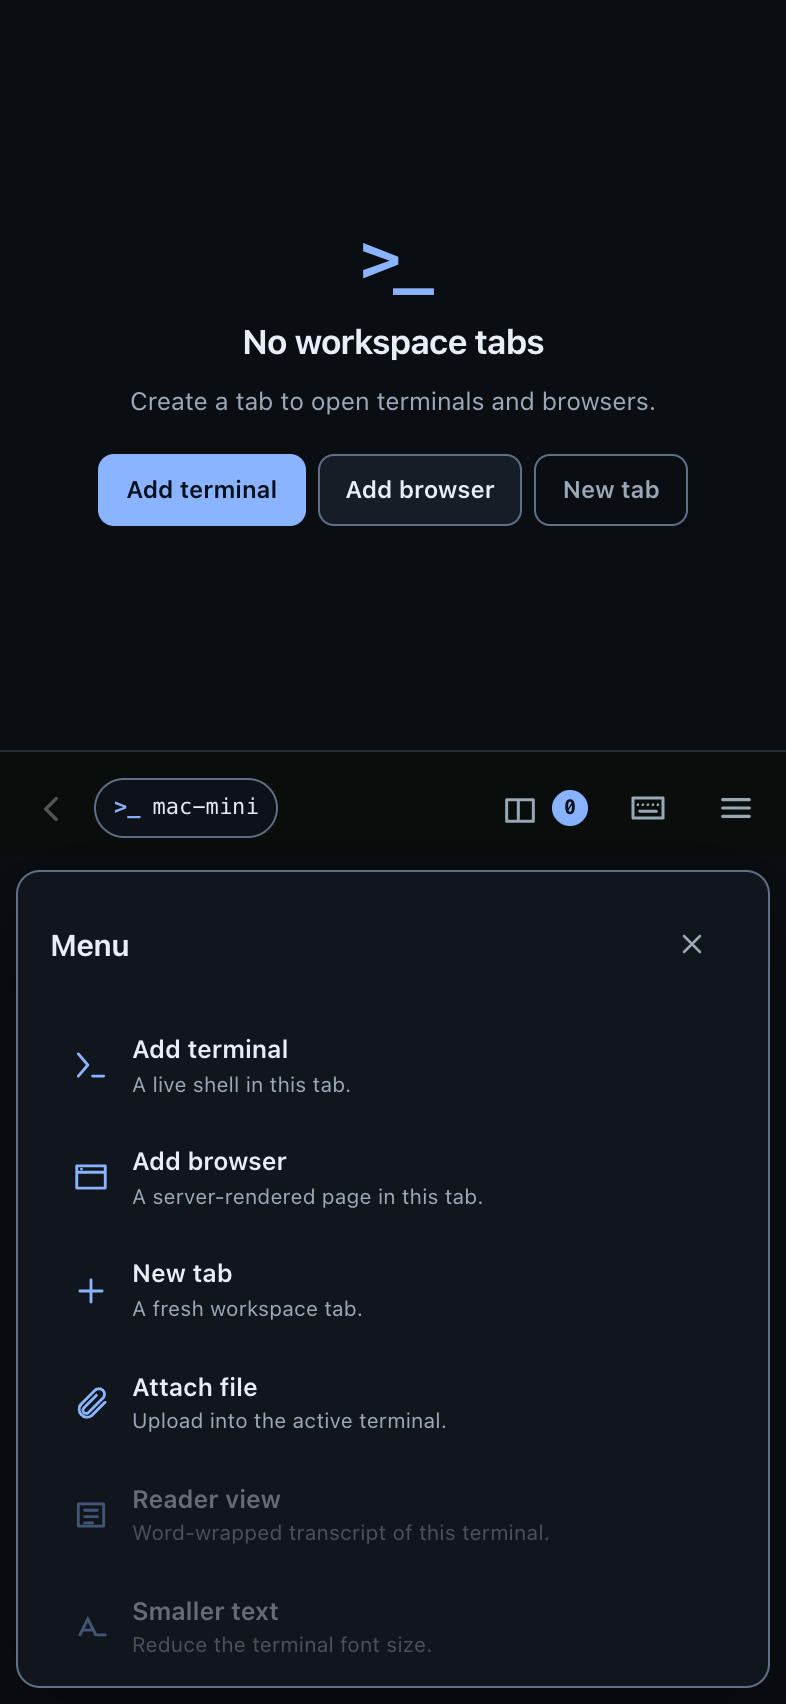 >_
No workspace tabs
Create a tab to open terminals and browsers.
Add terminal
Add browser
New tab
>_ mac-mini
0
Menu
Add terminal
A live shell in this tab.
Add browser
A server-rendered page in this tab.
New tab
A fresh workspace tab.
Attach file
Upload into the active terminal.
Reader view
Word-wrapped transcript of this terminal.
Smaller text
Reduce the terminal font size.